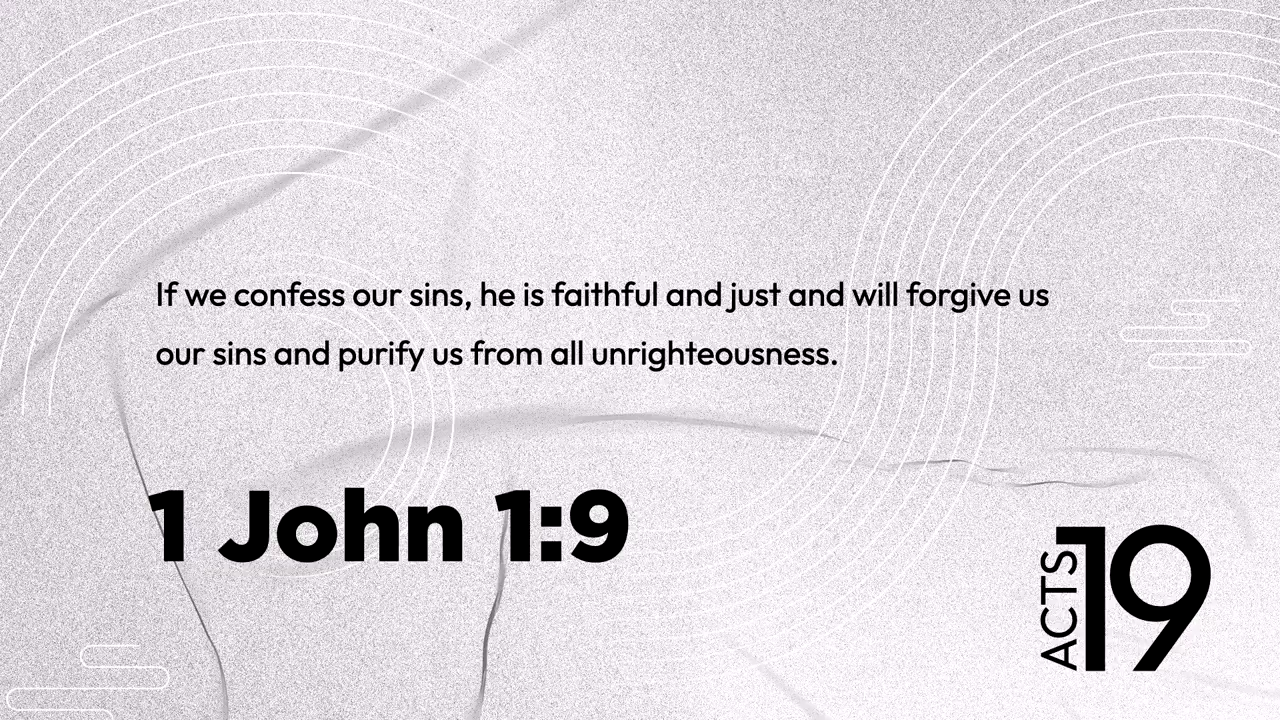 If we confess our sins, he is faithful and just and will forgive us
our sins and purify us from all unrighteousness.
1 John 1:9
ACTS 19